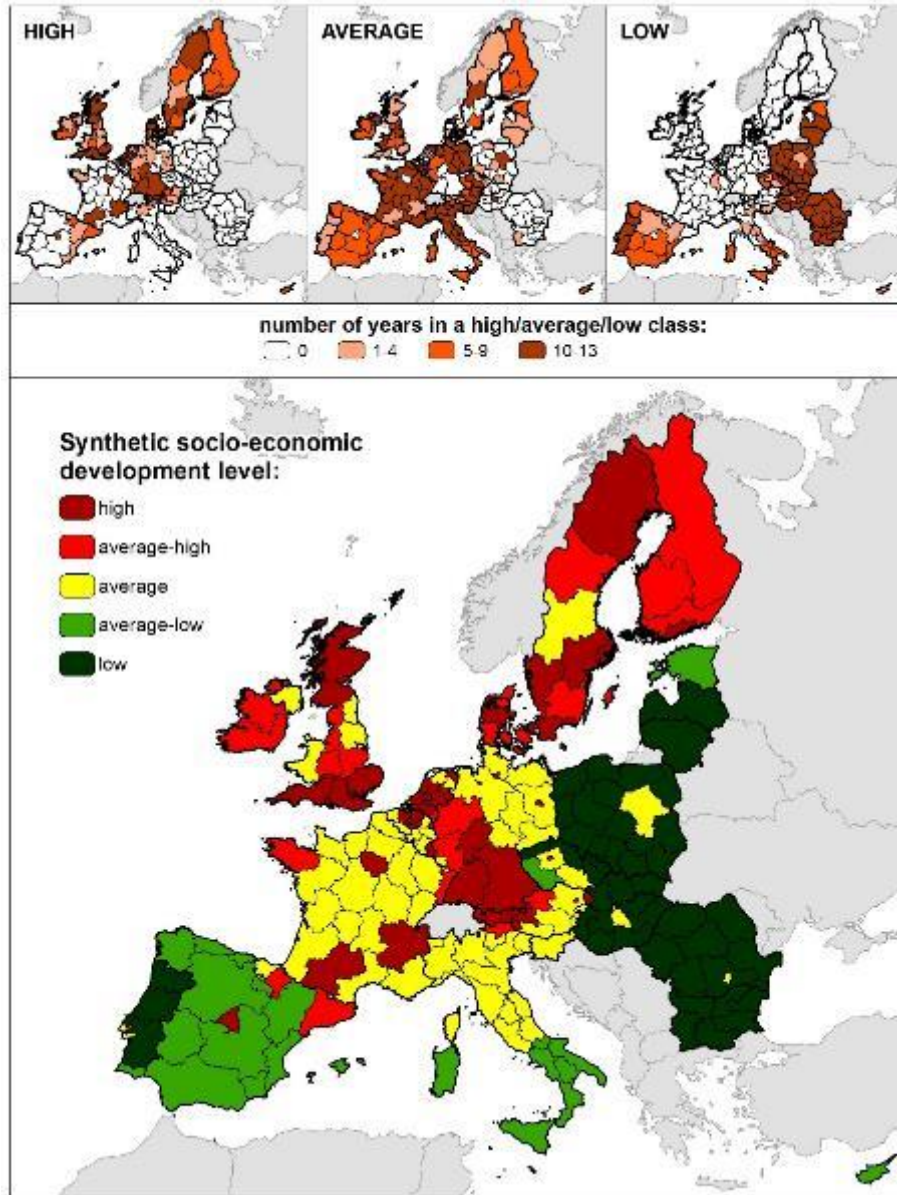 HIGH
AVERAGE
LOW
number of years in a high/average/low class:
0
1-4
5-9
10-13
Synthetic socio-economic
development level:
high
average-high
average
average-low
low